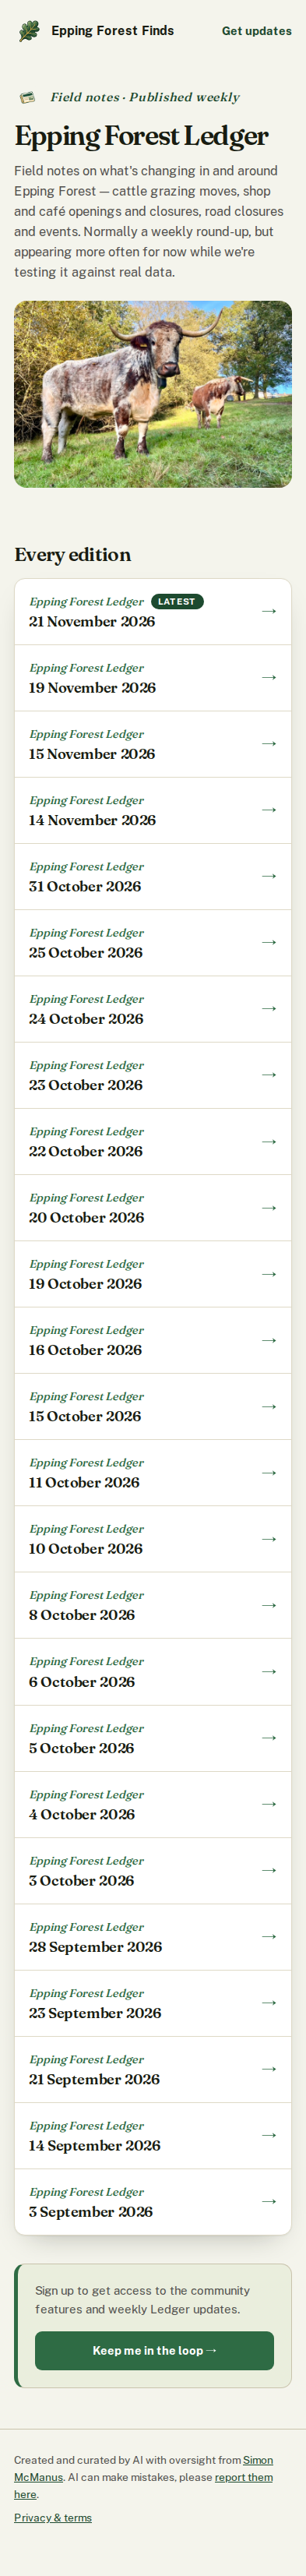 Epping Forest Finds
Get updates
Field notes · Published weekly
Epping Forest Ledger
Field notes on what's changing in and around
Epping Forest — cattle grazing moves, shop
and café openings and closures, road closures
and events. Normally a weekly round-up, but
appearing more often for now while we're
testing it against real data.
Every edition
Epping Forest Ledger LATEST
21 November 2026 →
Epping Forest Ledger
19 November 2026 →
Epping Forest Ledger
15 November 2026 →
Epping Forest Ledger
14 November 2026 →
Epping Forest Ledger
31 October 2026 →
Epping Forest Ledger
25 October 2026 →
Epping Forest Ledger
24 October 2026 →
Epping Forest Ledger
23 October 2026 →
Epping Forest Ledger
22 October 2026 →
Epping Forest Ledger
20 October 2026 →
Epping Forest Ledger
19 October 2026 →
Epping Forest Ledger
16 October 2026 →
Epping Forest Ledger
15 October 2026 →
Epping Forest Ledger
11 October 2026 →
Epping Forest Ledger
10 October 2026 →
Epping Forest Ledger
8 October 2026 →
Epping Forest Ledger
6 October 2026 →
Epping Forest Ledger
5 October 2026 →
Epping Forest Ledger
4 October 2026 →
Epping Forest Ledger
3 October 2026 →
Epping Forest Ledger
28 September 2026 →
Epping Forest Ledger
23 September 2026 →
Epping Forest Ledger
21 September 2026 →
Epping Forest Ledger
14 September 2026 →
Epping Forest Ledger
3 September 2026 →
Sign up to get access to the community
features and weekly Ledger updates.
Keep me in the loop →
Created and curated by AI with oversight from Simon
McManus. AI can make mistakes, please report them
here.
Privacy & terms